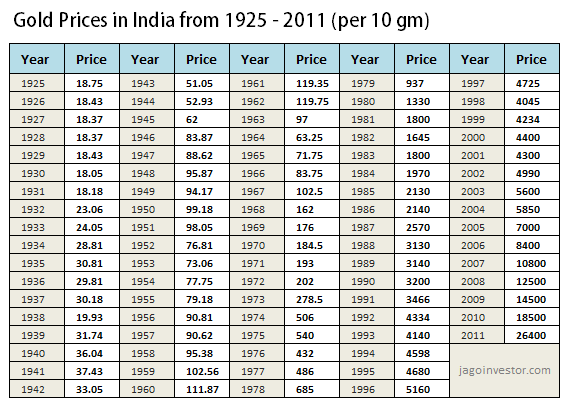 Gold Prices in India from 1925 - 2011 (per 10 gm)
Year Price Year Price Year Price Year Price Year Price
1925 18.75 1943 51.05 1961 119.35 1979 937 1997 4725
1926 18.43 1944 52.93 1962 119.75 1980 1330 1998 4045
1927 18.37 1945 62 1963 97 1981 1800 1999 4234
1928 18.37 1946 83.87 1964 63.25 1982 1645 2000 4400
1929 18.43 1947 88.62 1965 71.75 1983 1800 2001 4300
1930 18.05 1948 95.87 1966 83.75 1984 1970 2002 4990
1931 18.18 1949 94.17 1967 102.5 1985 2130 2003 5600
1932 23.06 1950 99.18 1968 162 1986 2140 2004 5850
1933 24.05 1951 98.05 1969 176 1987 2570 2005 7000
1934 28.81 1952 76.81 1970 184.5 1988 3130 2006 8400
1935 30.81 1953 73.06 1971 193 1989 3140 2007 10800
1936 29.81 1954 77.75 1972 202 1990 3200 2008 12500
1937 30.18 1955 79.18 1973 278.5 1991 3466 2009 14500
1938 19.93 1956 90.81 1974 506 1992 4334 2010 18500
1939 31.74 1957 90.62 1975 540 1993 4140 2011 26400
1940 36.04 1958 95.38 1976 432 1994 4598
1941 37.43 1959 102.56 1977 486 1995 4680 jagoinvestor.com
1942 33.05 1960 111.87 1978 685 1996 5160